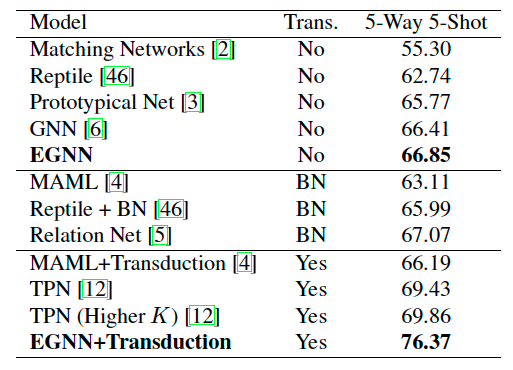 Model Trans. 5-Way 5-Shot
Matching Networks [2] No 55.30
Reptile [46] No 62.74
Prototypical Net [3] No 65.77
GNN [6] No 66.41
EGNN No 66.85
MAML [4] BN 63.11
Reptile + BN [46] BN 65.99
Relation Net [5] BN 67.07
MAML+Transduction [4] Yes 66.19
TPN [12] Yes 69.43
TPN (Higher K) [12] Yes 69.86
EGNN+Transduction Yes 76.37